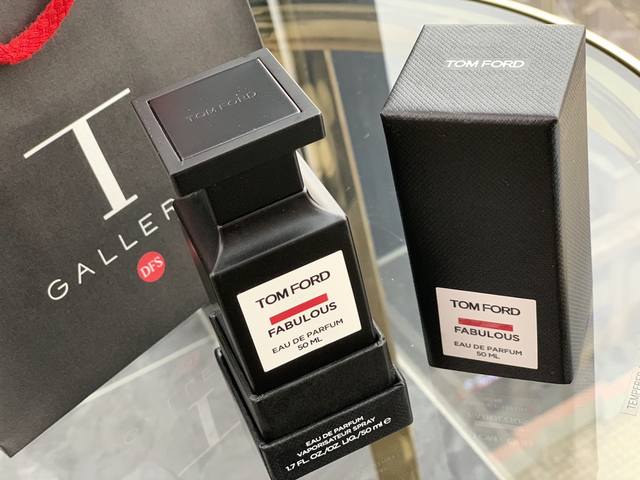 T
GALLER
DFS
TOM FORD
TOM FORD
FABULOUS
EAU DE PARFUM
50 ML
EAU DE PARFUM
VAPORISATEUR SPRAY
1.7 FL. OZ./OZ. LIQ./50 ml e
TOM FORD
TOM FORD
FABULOUS
EAU DE PARFUM
50 ML
TEMPERED